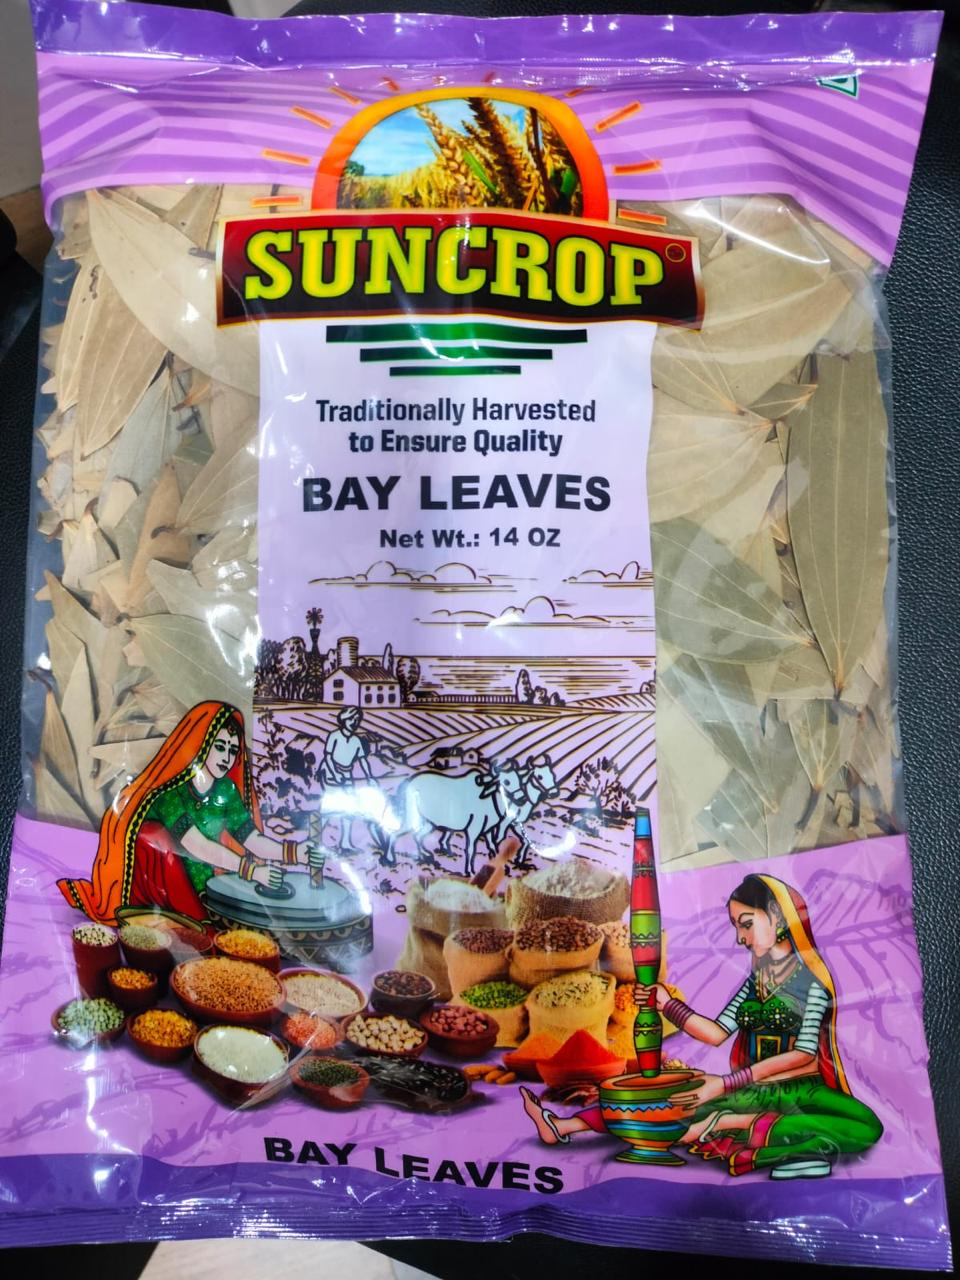 SUNCROP
Traditionally Harvested
to Ensure Quality
BAY LEAVES
Net Wt.: 14 OZ
BAY LEAVES